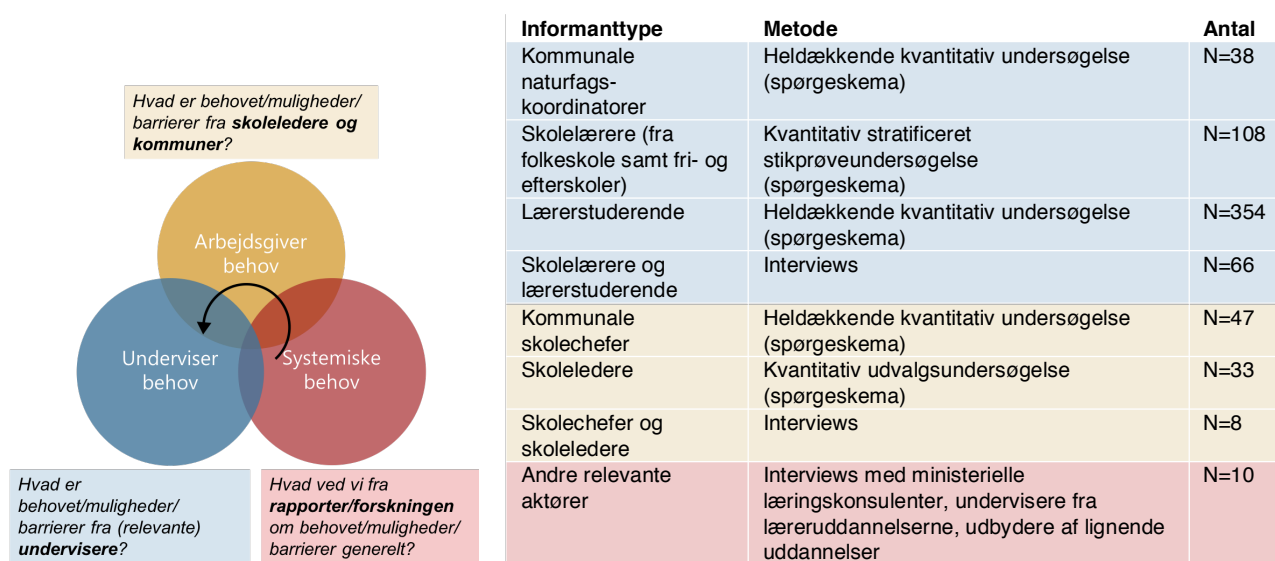 Hvad er behovet/muligheder/
barrierer fra skoleledere og
kommuner?
Arbejdsgiver
behov
Underviser
behov
Systemiske
behov
Hvad er
behovet/muligheder/
barrierer fra (relevante)
undervisere?
Hvad ved vi fra
rapporter/forskningen
om behovet/muligheder/
barrierer generelt?
Informanttype Metode Antal
Kommunale Heldækkende kvantitativ undersøgelse N=38
naturfags- (spørgeskema)
koordinatorer
Skolelærere (fra Kvantitativ stratificeret N=108
folkeskole samt fri- og stikprøveundersøgelse
efterskoler) (spørgeskema)
Lærerstuderende Heldækkende kvantitativ undersøgelse N=354
(spørgeskema)
Skolelærere og Interviews N=66
lærerstuderende
Kommunale Heldækkende kvantitativ undersøgelse N=47
skolechefer (spørgeskema)
Skoleledere Kvantitativ udvalgsundersøgelse N=33
(spørgeskema)
Skolechefer og Interviews N=8
skoleledere
Andre relevante Interviews med ministerielle N=10
aktører læringskonsulenter, undervisere fra
læreruddannelserne, udbydere af lignende
uddannelser